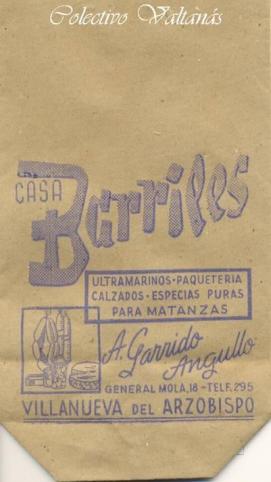 Colectivo Valtànás
CASA
Barriles
ULTRAMARINOS·PAQUETERIA
CALZADOS·ESPECIAS PURAS
PARA MATANZAS
A. Garrido
Angullo
GENERAL MOLA,18-TELF.295
VILLANUEVA DEL ARZOBISPO